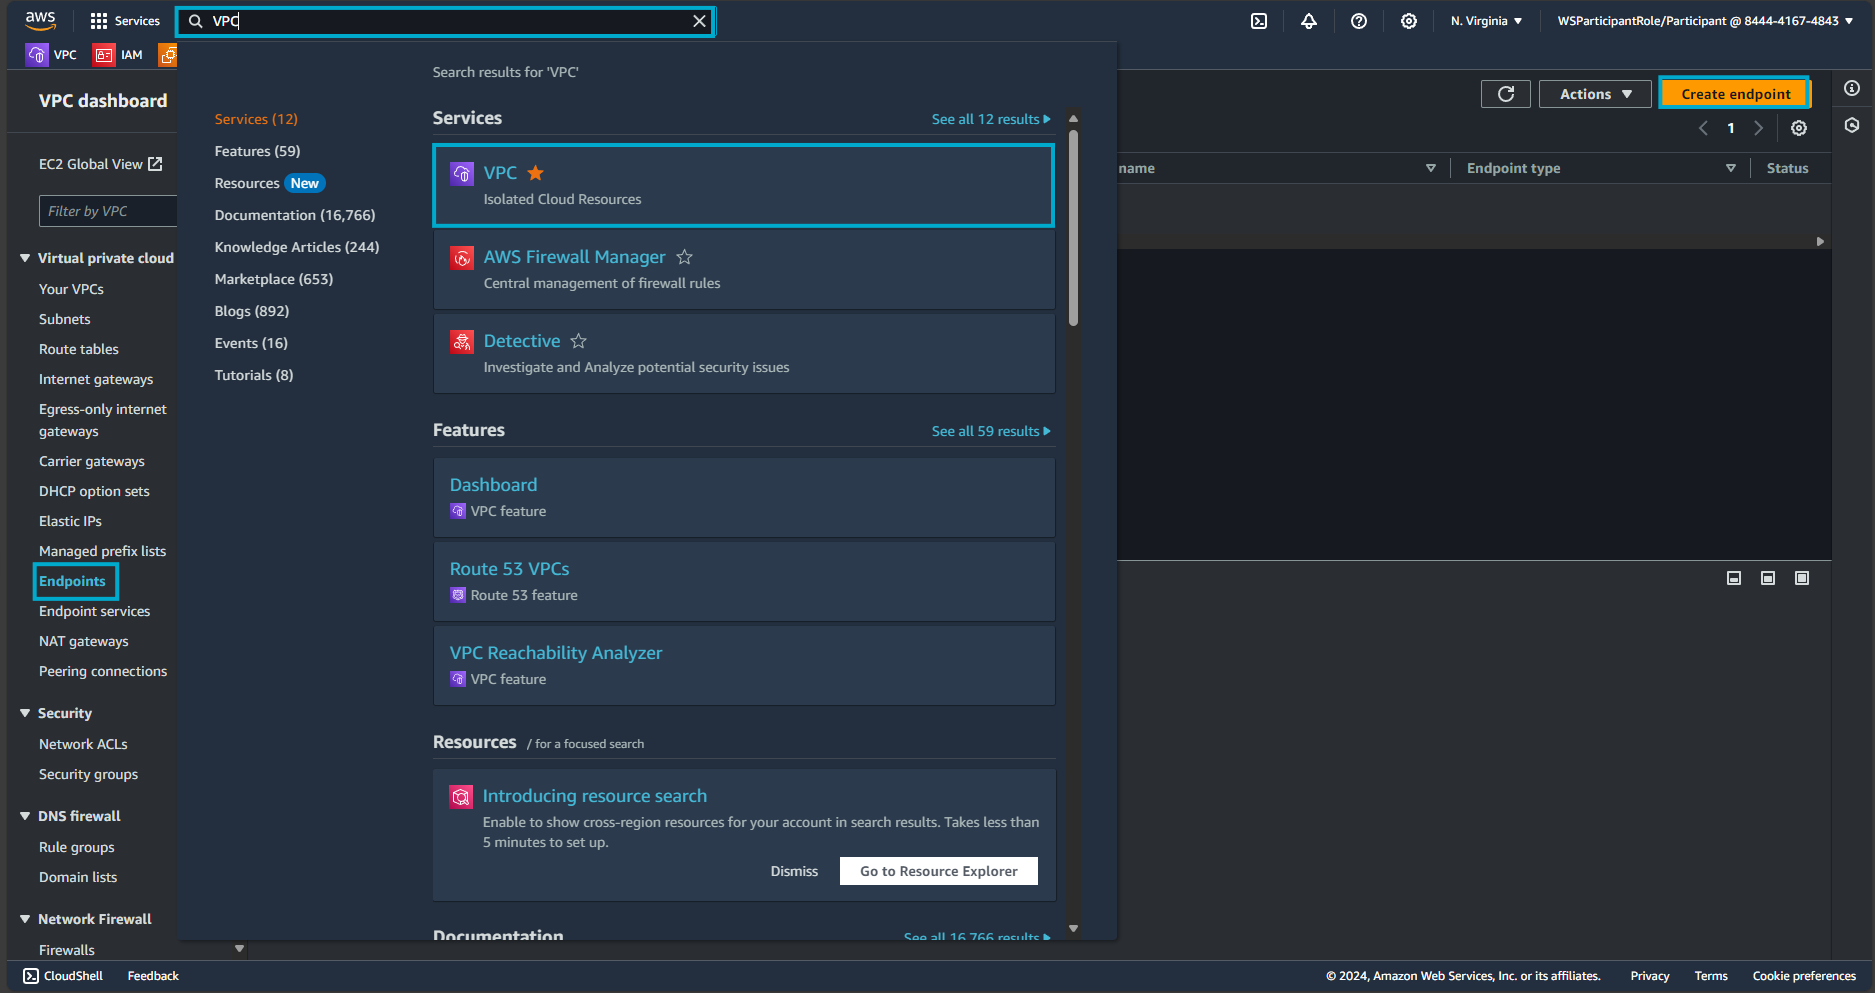 aws
Services
VPC
N. Virginia
WSParticipantRole/Participant @ 8444-4167-4843
VPC
IAM
VPC dashboard
EC2 Global View
Filter by VPC
Virtual private cloud
Your VPCs
Subnets
Route tables
Internet gateways
Egress-only internet
gateways
Carrier gateways
DHCP option sets
Elastic IPs
Managed prefix lists
Endpoints
Endpoint services
NAT gateways
Peering connections
Security
Network ACLs
Security groups
DNS firewall
Rule groups
Domain lists
Network Firewall
Firewalls
Search results for 'VPC'
Services (12)
Features (59)
Resources New
Documentation (16,766)
Knowledge Articles (244)
Marketplace (653)
Blogs (892)
Events (16)
Tutorials (8)
Services
See all 12 results
VPC
Isolated Cloud Resources
AWS Firewall Manager
Central management of firewall rules
Detective
Investigate and Analyze potential security issues
Features
See all 59 results
Dashboard
VPC feature
Route 53 VPCs
Route 53 feature
VPC Reachability Analyzer
VPC feature
Resources / for a focused search
Introducing resource search
Enable to show cross-region resources for your account in search results. Takes less than
5 minutes to set up.
Dismiss
Go to Resource Explorer
Documentation
See all 16,766 results
Actions
Create endpoint
1
name
Endpoint type
Status
CloudShell
Feedback
© 2024, Amazon Web Services, Inc. or its affiliates.
Privacy
Terms
Cookie preferences